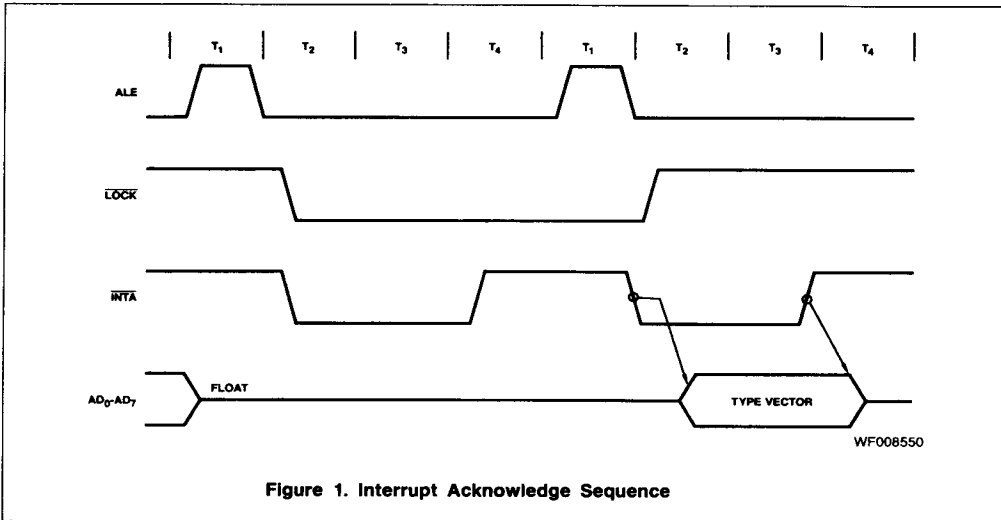 T₁ T₂ T₃ T₄ T₁ T₂ T₃ T₄
ALE
LOCK
INTA
AD₀-AD₇
FLOAT
TYPE VECTOR
WF008550
Figure 1. Interrupt Acknowledge Sequence